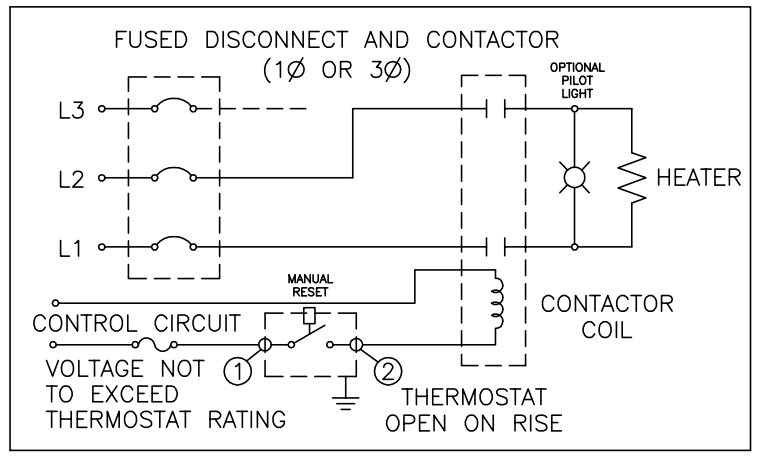 FUSED DISCONNECT AND CONTACTOR
(1Ø OR 3Ø)
OPTIONAL
PILOT
LIGHT
L3
L2
HEATER
L1
MANUAL
RESET
CONTACTOR
COIL
CONTROL CIRCUIT
1
2
VOLTAGE NOT
TO EXCEED
THERMOSTAT RATING
THERMOSTAT
OPEN ON RISE